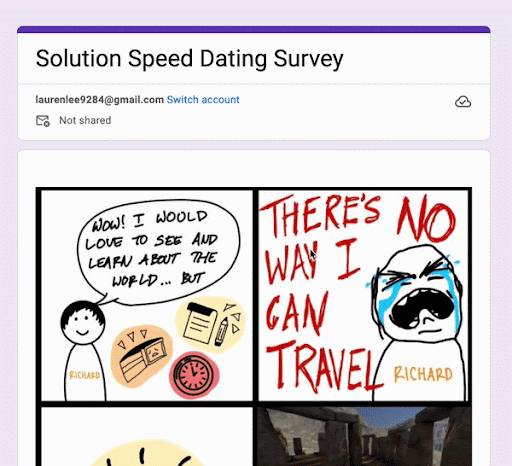 Solution Speed Dating Survey
laurenlee9284@gmail.com Switch account
Not shared
WOW! I WOULD
LOVE TO SEE AND
LEARN ABOUT THE
WORLD... BUT
RICHARD
THERE'S NO
WAY I
CAN
TRAVEL
RICHARD